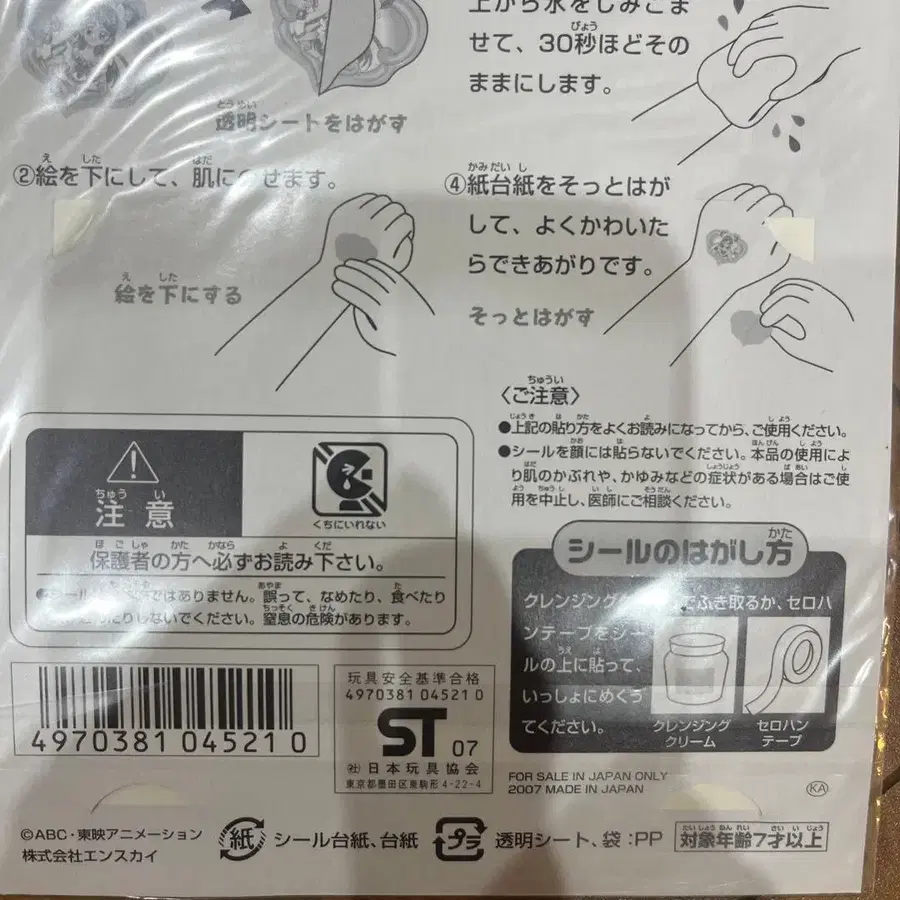 上から水をしみこま
せて、30秒ほどその
ままにします。
透明シートをはがす
②絵を下にして、肌にのせます。
絵を下にする
④紙台紙をそっとはが
して、よくかわいた
らできあがりです。
そっとはがす
〈ご注意〉
●上記の貼り方をよくお読みになってから、ご使用ください。
●シールを顔には貼らないでください。本品の使用によ
り肌のかぶれや、かゆみなどの症状がある場合はご使
用を中止し、医師にご相談ください。
注意
くちにいれない
保護者の方へ必ずお読み下さい。
●シール ではありません。誤って、なめたり、食べたり
たりしないでください。窒息の危険があります。
シールのはがし方
クレンジング でふき取るか、セロハ
ンテープをシー
ルの上に貼って、
いっしょにめくっ
てください。
クレンジング
クリーム
セロハン
テープ
4970381 045210
玩具安全基準合格
4970381 04521 0
ST 07
㈳ 日本玩具協会
東京都墨田区東駒形 4-22-4
FOR SALE IN JAPAN ONLY
2007 MADE IN JAPAN
KA
©ABC・東映アニメーション
株式会社エンスカイ
紙 シール台紙、台紙
プラ 透明シート、袋:PP
対象年齢7才以上